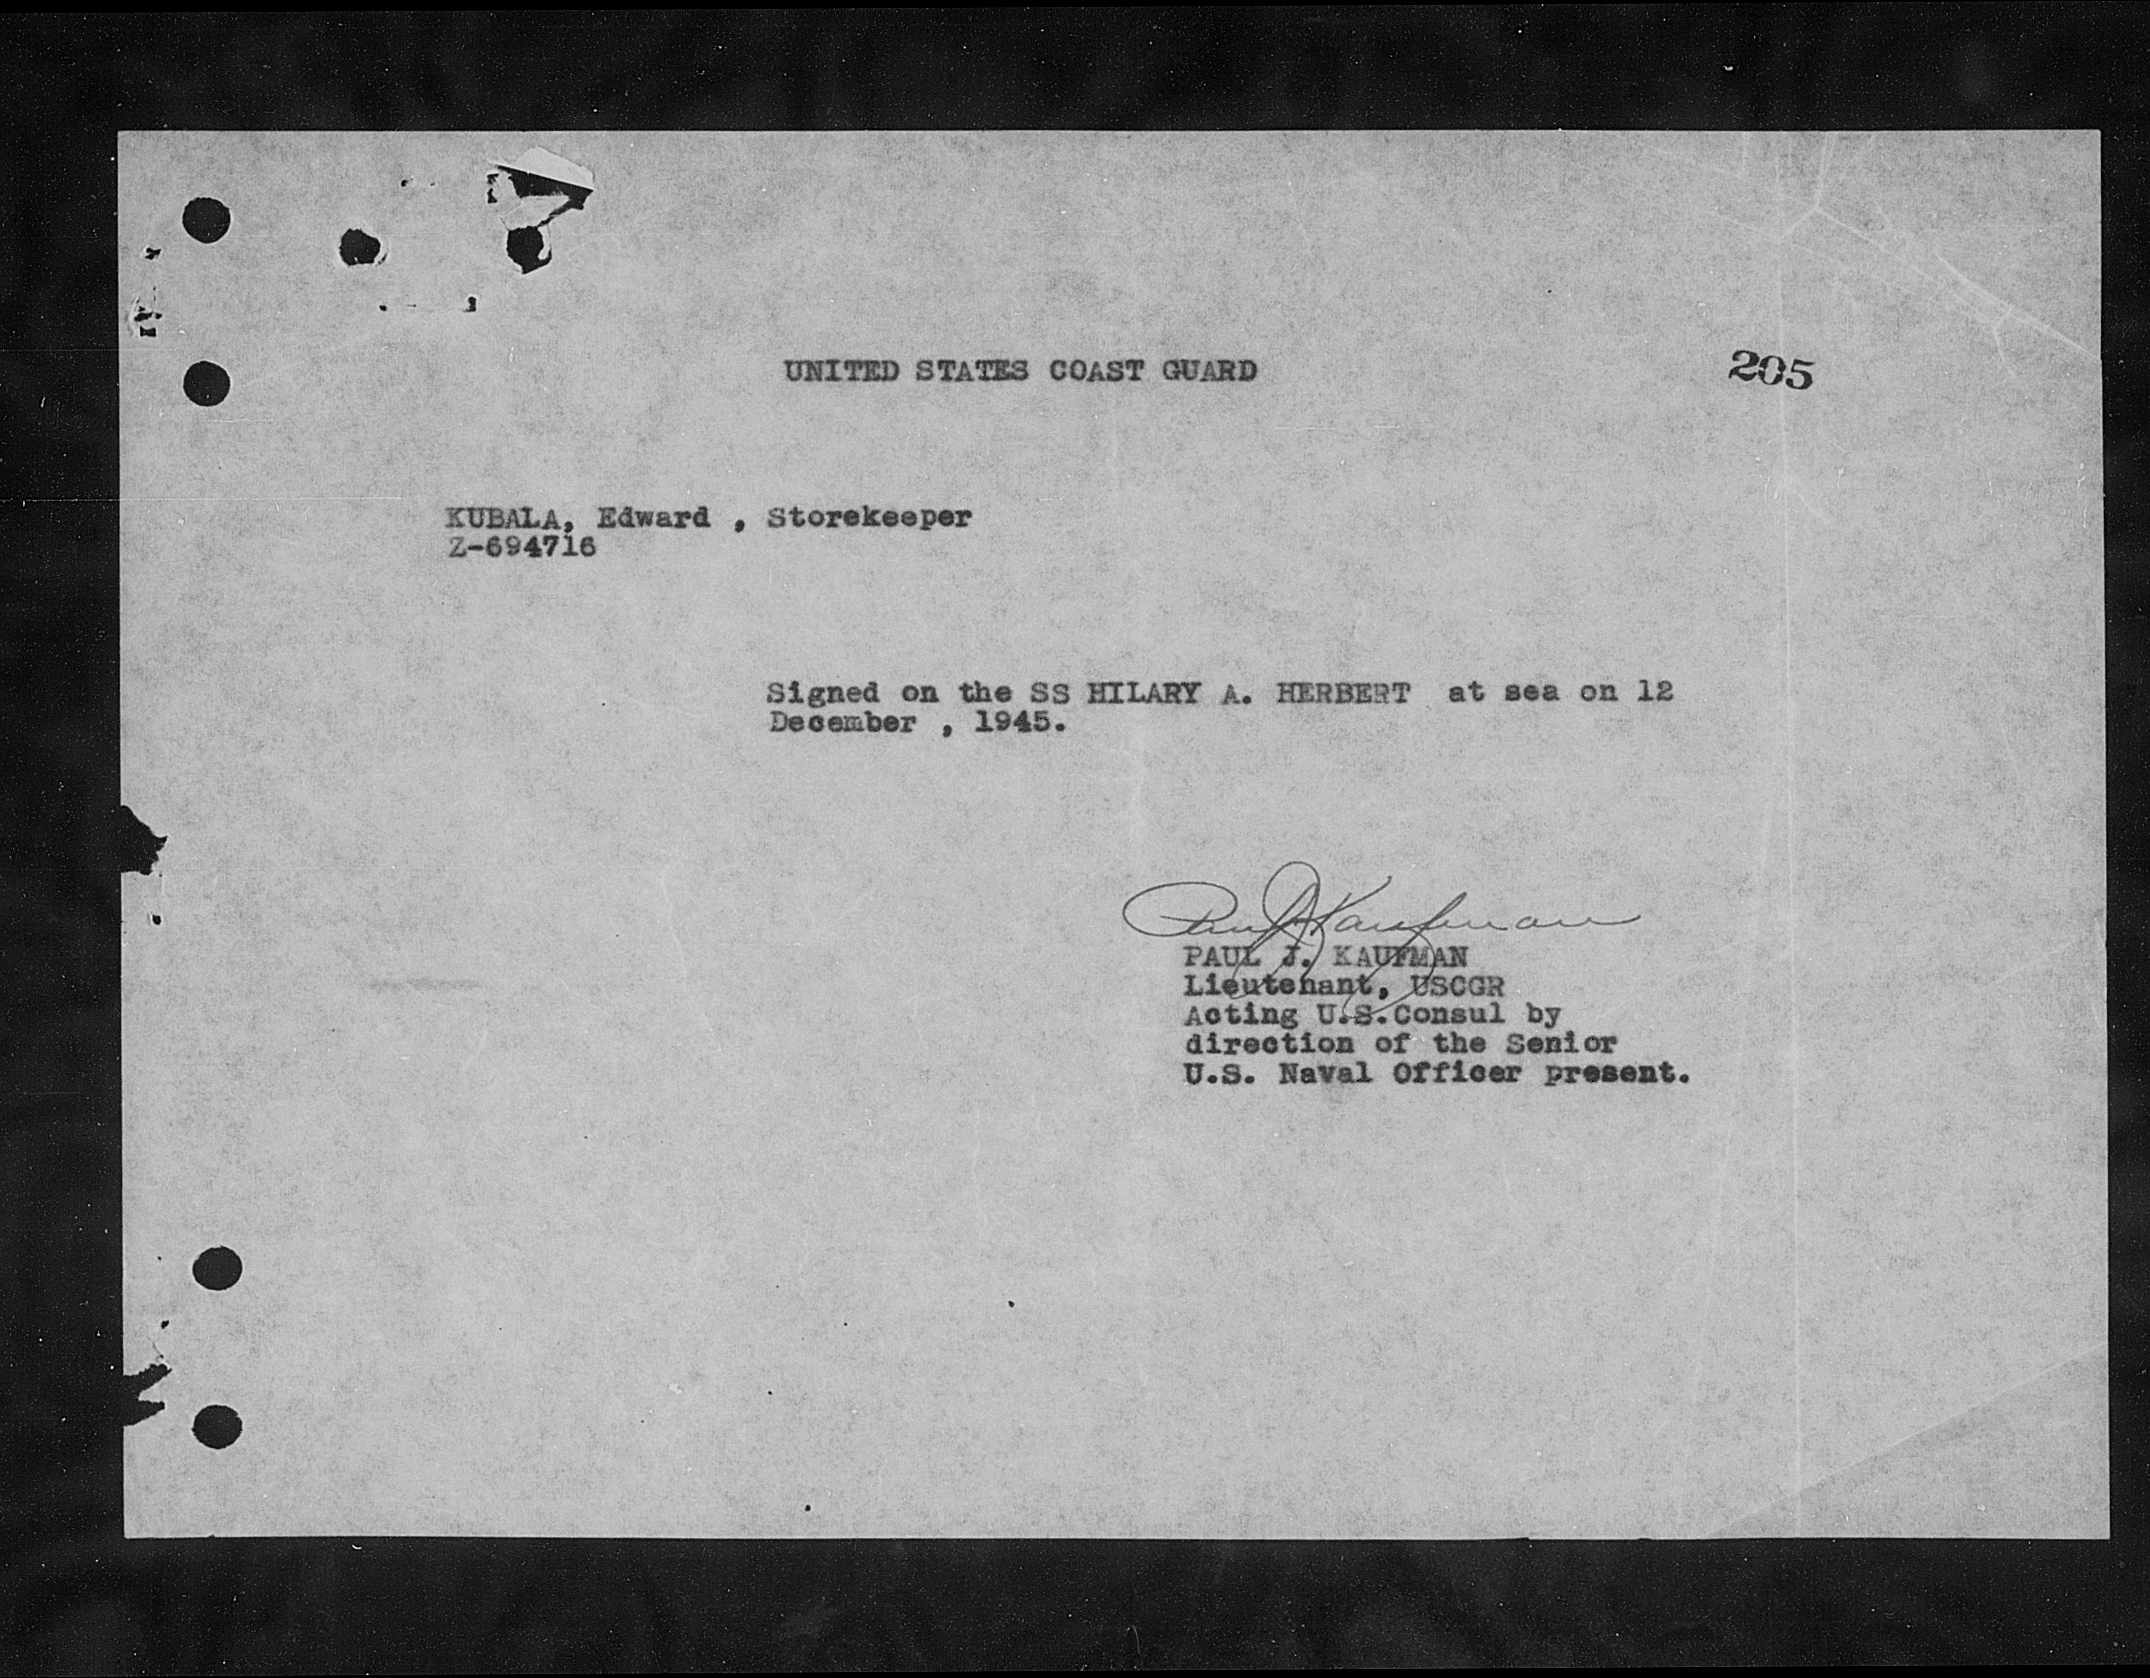 UNITED STATES COAST GUARD
205
KUBALA, Edward , Storekeeper
Z-694716
Signed on the SS HILARY A. HERBERT at sea on 12
December , 1945.
Paul J Kaufman
PAUL J. KAUFMAN
Lieutenant, USCGR
Acting U.S.Consul by
direction of the Senior
U.S. Naval Officer present.